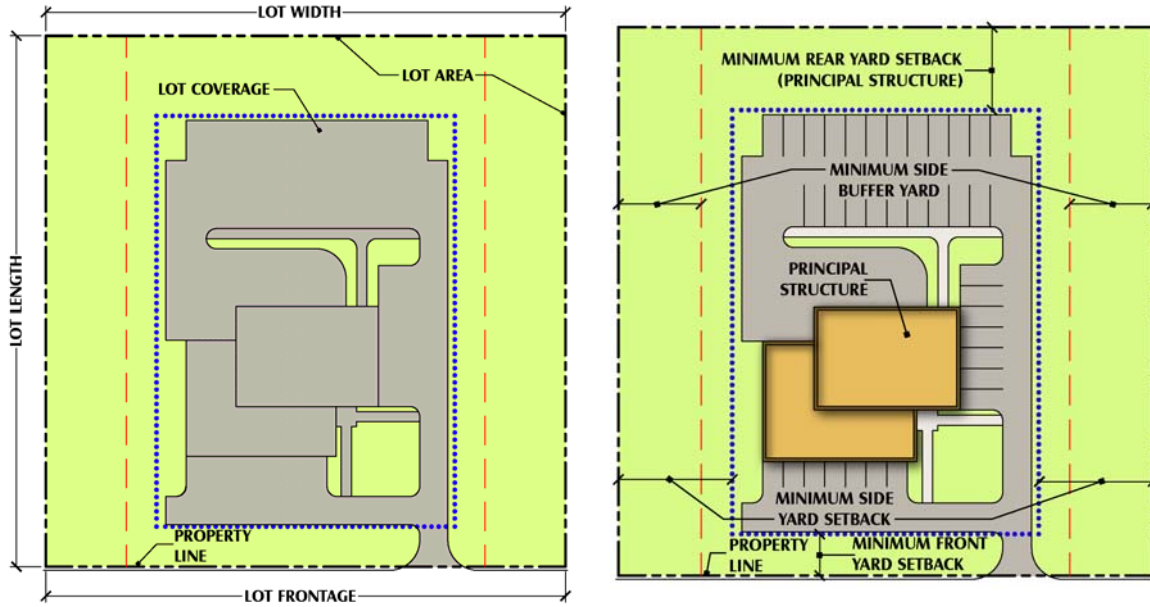 LOT WIDTH
LOT AREA
LOT COVERAGE
LOT LENGTH
PROPERTY
LINE
LOT FRONTAGE
MINIMUM REAR YARD SETBACK
(PRINCIPAL STRUCTURE)
MINIMUM SIDE
BUFFER YARD
PRINCIPAL
STRUCTURE
MINIMUM SIDE
YARD SETBACK
PROPERTY
LINE
MINIMUM FRONT
YARD SETBACK